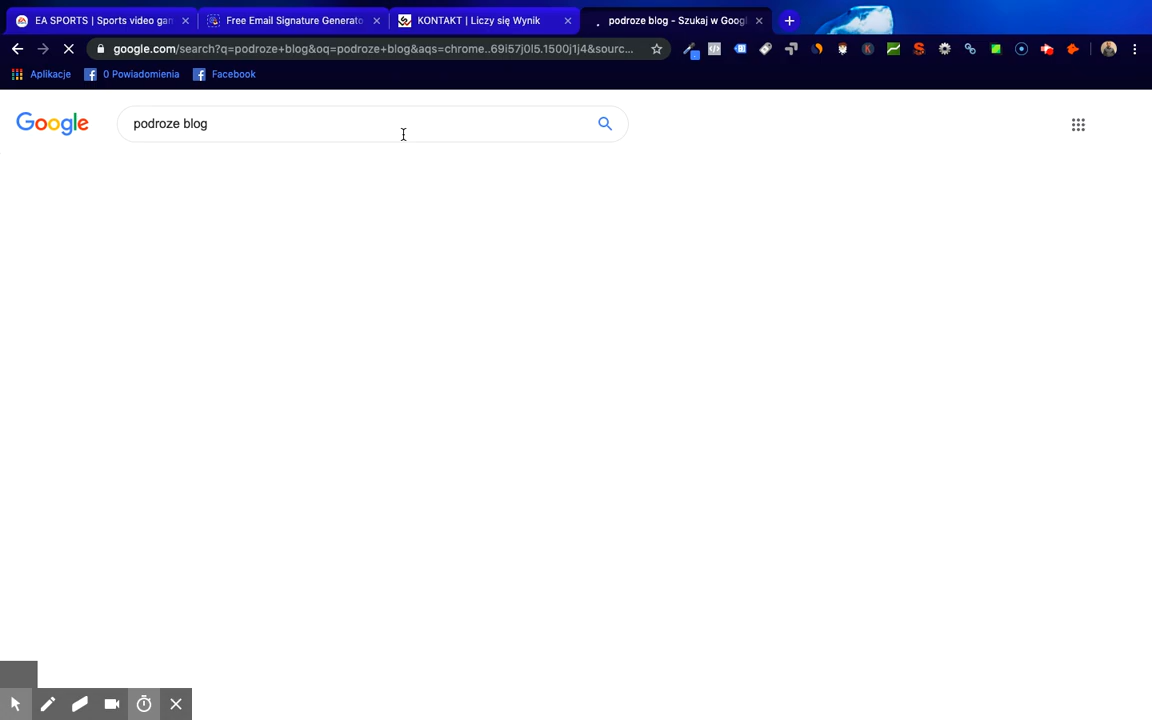 EA SPORTS | Sports video gam
Free Email Signature Generato
KONTAKT | Liczy się Wynik
podroze blog - Szukaj w Googl
google.com/search?q=podroze+blog&oq=podroze+blog&aqs=chrome..69i57j0l5.1500j1j4&sourc...
Aplikacje
0 Powiadomienia
Facebook
Google
podroze blog